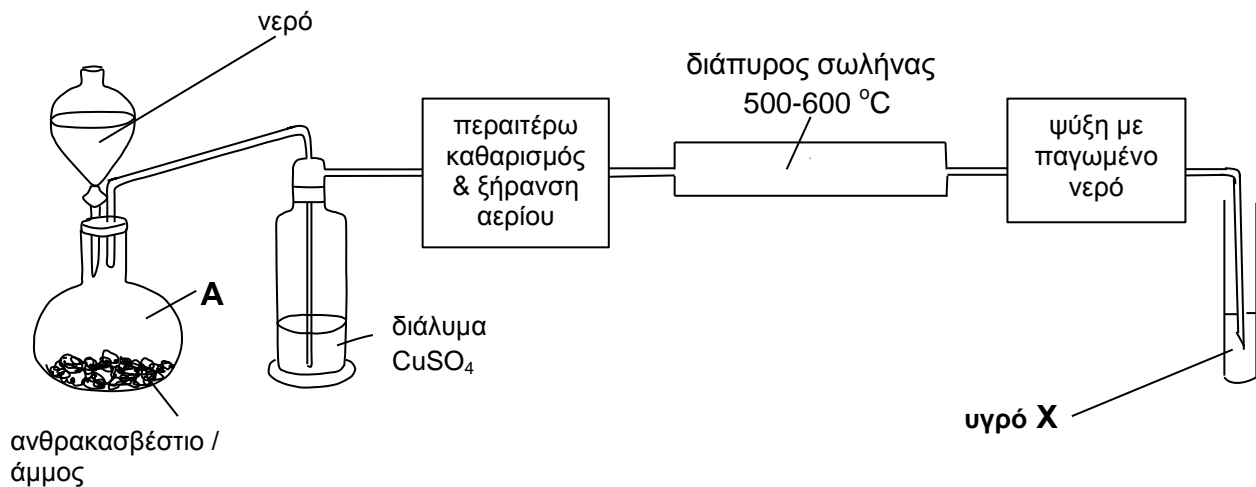 νερό
διάπυρος σωλήνας
500-600 °C
περαιτέρω
καθαρισμός
& ξήρανση
αερίου
ψύξη με
παγωμένο
νερό
A
διάλυμα
CuSO₄
υγρό X
ανθρακασβέστιο /
άμμος